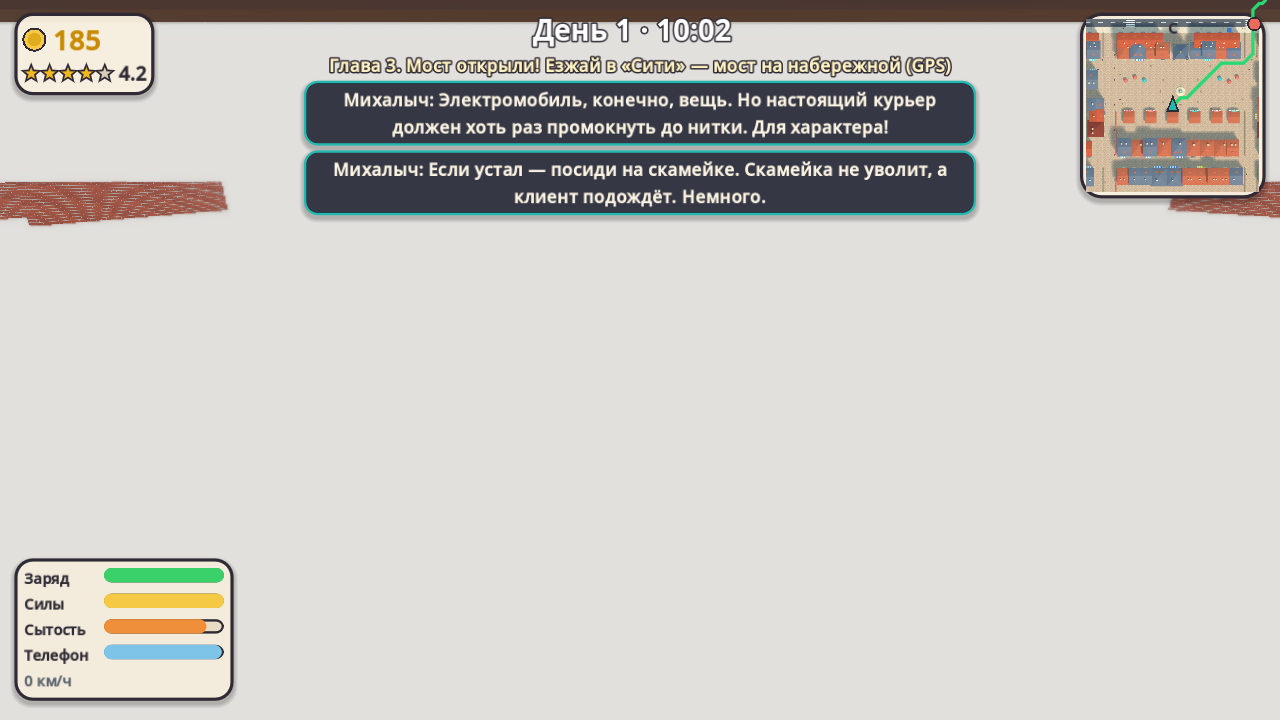 185
4.2
День 1 · 10:02
Глава 3. Мост открыли! Езжай в «Сити» — мост на набережной (GPS)
Михалыч: Электромобиль, конечно, вещь. Но настоящий курьер
должен хоть раз промокнуть до нитки. Для характера!
Михалыч: Если устал — посиди на скамейке. Скамейка не уволит, а
клиент подождёт. Немного.
С
Заряд
Силы
Сытость
Телефон
0 км/ч